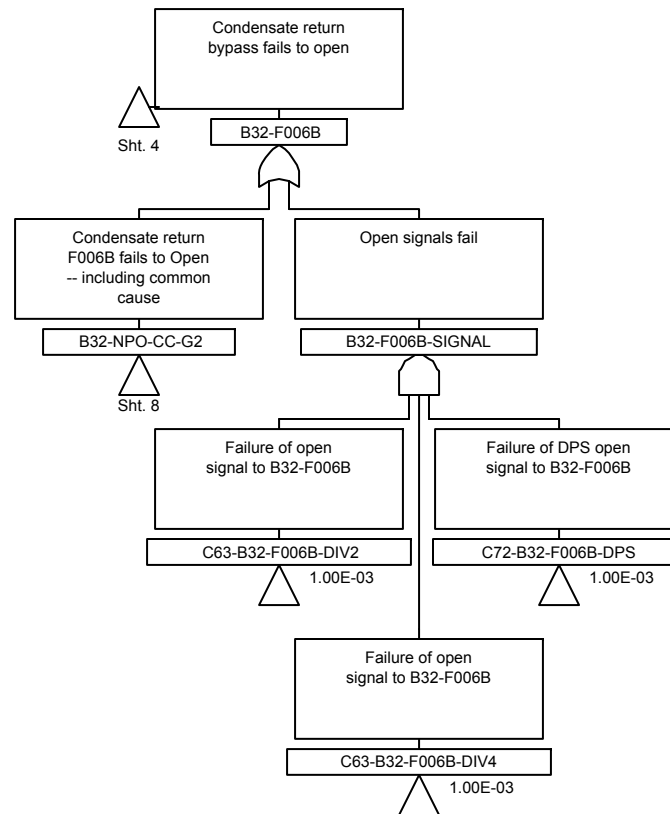 Condensate return
bypass fails to open
Sht. 4
B32-F006B
Condensate return
F006B fails to Open
-- including common
cause
B32-NPO-CC-G2
Sht. 8
Open signals fail
B32-F006B-SIGNAL
Failure of open
signal to B32-F006B
C63-B32-F006B-DIV2
1.00E-03
Failure of DPS open
signal to B32-F006B
C72-B32-F006B-DPS
1.00E-03
Failure of open
signal to B32-F006B
C63-B32-F006B-DIV4
1.00E-03